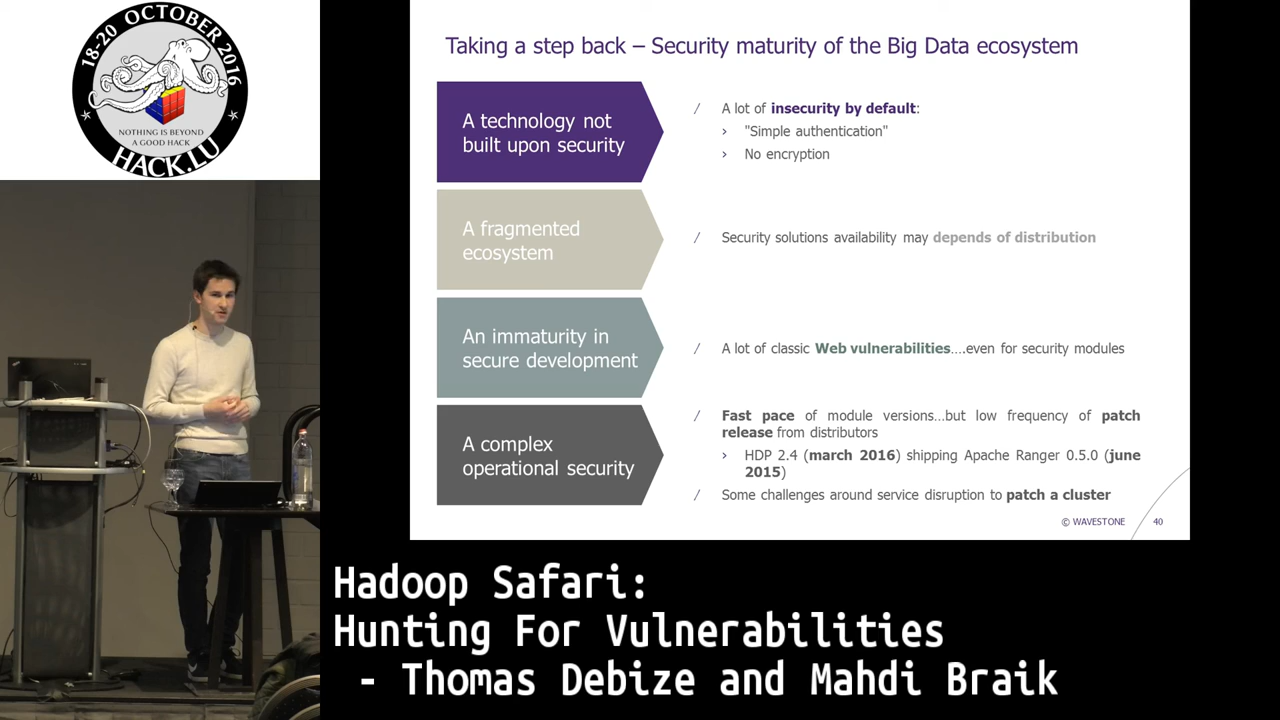 18-20 OCTOBER 2016
NOTHING IS BEYOND
A GOOD HACK
HACK.LU
Taking a step back – Security maturity of the Big Data ecosystem
A technology not
built upon security
/ A lot of insecurity by default:
› "Simple authentication"
› No encryption
A fragmented
ecosystem
/ Security solutions availability may depends of distribution
An immaturity in
secure development
/ A lot of classic Web vulnerabilities….even for security modules
A complex
operational security
/ Fast pace of module versions…but low frequency of patch
release from distributors
› HDP 2.4 (march 2016) shipping Apache Ranger 0.5.0 (june
2015)
/ Some challenges around service disruption to patch a cluster
© WAVESTONE 40
Hadoop Safari:
Hunting For Vulnerabilities
- Thomas Debize and Mahdi Braik